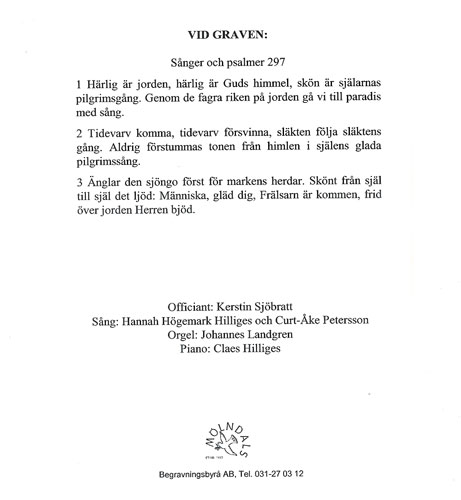 VID GRAVEN:
Sånger och psalmer 297
1 Härlig är jorden, härlig är Guds himmel, skön är själarnas
pilgrimsgång. Genom de fagra riken på jorden gå vi till paradis
med sång.
2 Tidevarv komma, tidevarv försvinna, släkten följa släktens
gång. Aldrig förstummas tonen från himlen i själens glada
pilgrimssång.
3 Änglar den sjöngo först för markens herdar. Skönt från själ
till själ det ljöd: Människa, gläd dig, Frälsarn är kommen, frid
över jorden Herren bjöd.
Officiant: Kerstin Sjöbratt
Sång: Hannah Högemark Hilliges och Curt-Åke Petersson
Orgel: Johannes Landgren
Piano: Claes Hilliges
MÖLNDALS
Begravningsbyrå AB, Tel. 031-27 03 12